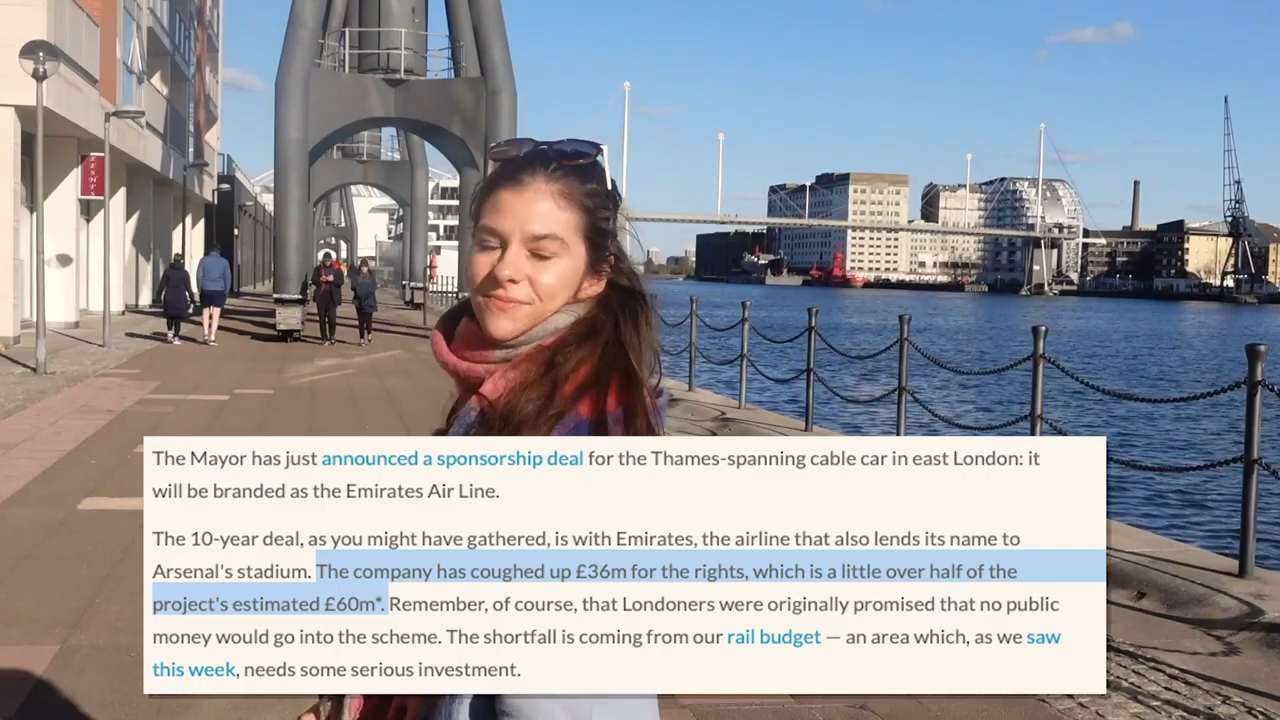 The Mayor has just announced a sponsorship deal for the Thames-spanning cable car in east London: it
will be branded as the Emirates Air Line.
The 10-year deal, as you might have gathered, is with Emirates, the airline that also lends its name to
Arsenal's stadium. The company has coughed up £36m for the rights, which is a little over half of the
project's estimated £60m*. Remember, of course, that Londoners were originally promised that no public
money would go into the scheme. The shortfall is coming from our rail budget — an area which, as we saw
this week, needs some serious investment.